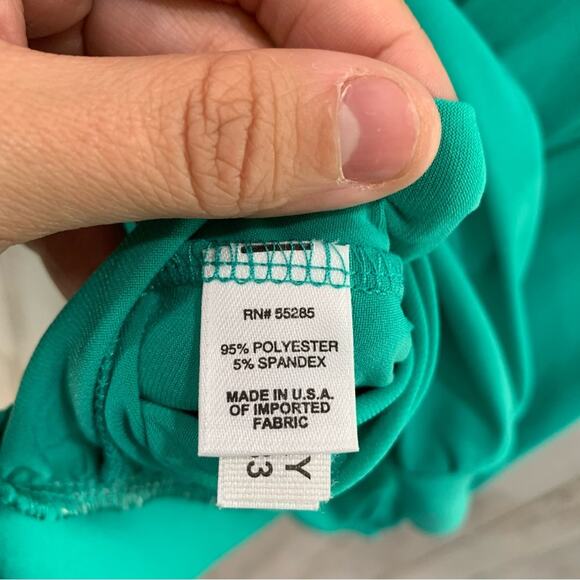 RN# 55285
95% POLYESTER
5% SPANDEX
MADE IN U.S.A.
OF IMPORTED
FABRIC